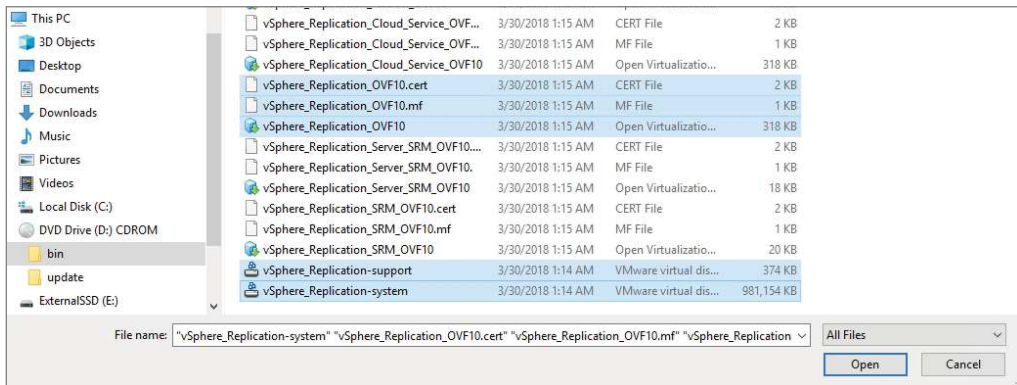 This PC
3D Objects
Desktop
Documents
Downloads
Music
Pictures
Videos
Local Disk (C:)
DVD Drive (D:) CDROM
bin
update
ExternalSSD (E:)
vSphere_Replication_Cloud_Service_OVF... 3/30/2018 1:15 AM CERT File 2 KB
vSphere_Replication_Cloud_Service_OVF... 3/30/2018 1:15 AM MF File 1 KB
vSphere_Replication_Cloud_Service_OVF10 3/30/2018 1:15 AM Open Virtualizatio... 318 KB
vSphere_Replication_OVF10.cert 3/30/2018 1:15 AM CERT File 2 KB
vSphere_Replication_OVF10.mf 3/30/2018 1:15 AM MF File 1 KB
vSphere_Replication_OVF10 3/30/2018 1:15 AM Open Virtualizatio... 318 KB
vSphere_Replication_Server_SRM_OVF10.... 3/30/2018 1:15 AM CERT File 2 KB
vSphere_Replication_Server_SRM_OVF10. 3/30/2018 1:15 AM MF File 1 KB
vSphere_Replication_Server_SRM_OVF10 3/30/2018 1:15 AM Open Virtualizatio... 18 KB
vSphere_Replication_SRM_OVF10.cert 3/30/2018 1:15 AM CERT File 2 KB
vSphere_Replication_SRM_OVF10.mf 3/30/2018 1:15 AM MF File 1 KB
vSphere_Replication_SRM_OVF10 3/30/2018 1:15 AM Open Virtualizatio... 20 KB
vSphere_Replication-support 3/30/2018 1:14 AM VMware virtual dis... 374 KB
vSphere_Replication-system 3/30/2018 1:14 AM VMware virtual dis... 981,154 KB
File name: "vSphere_Replication-system" "vSphere_Replication_OVF10.cert" "vSphere_Replication_OVF10.mf" "vSphere_Replication All Files
Open Cancel